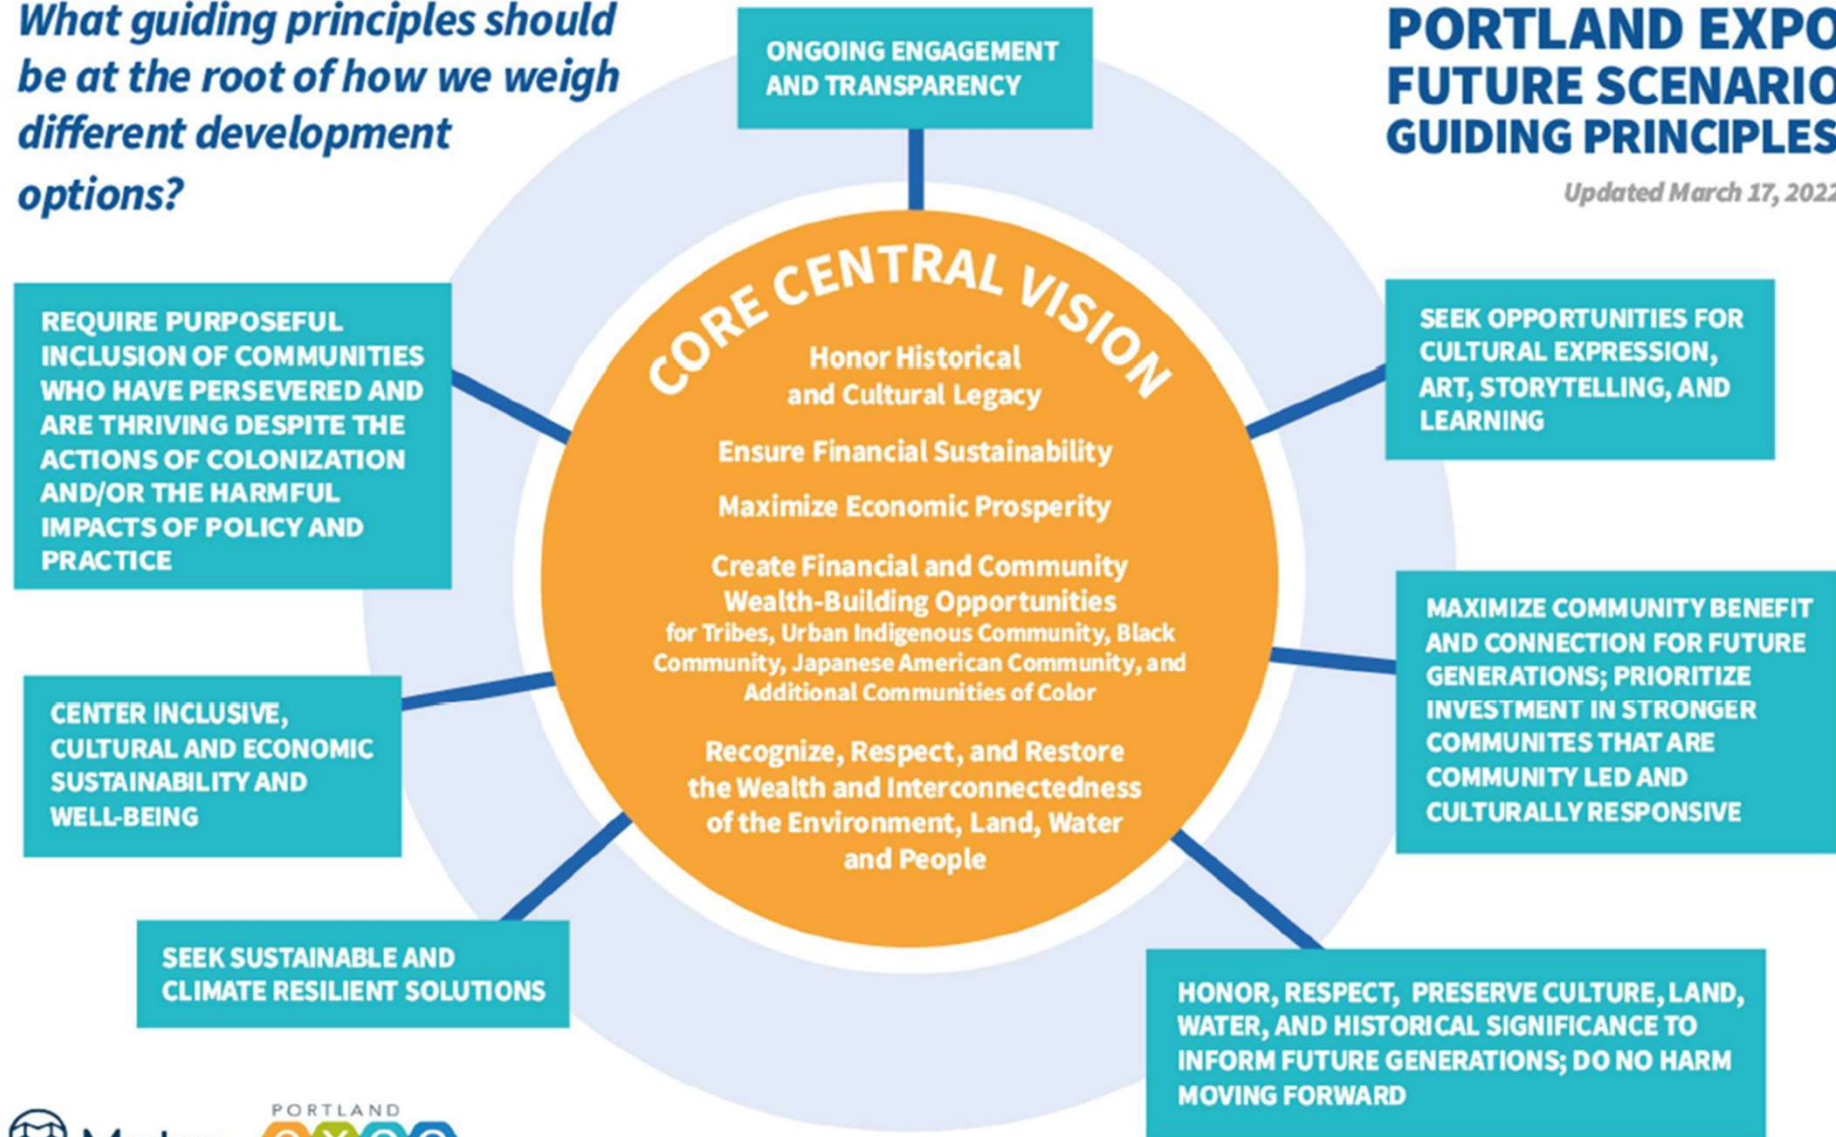 What guiding principles should
be at the root of how we weigh
different development
options?
PORTLAND EXPO
FUTURE SCENARIO
GUIDING PRINCIPLES
Updated March 17, 2022
ONGOING ENGAGEMENT
AND TRANSPARENCY
REQUIRE PURPOSEFUL
INCLUSION OF COMMUNITIES
WHO HAVE PERSEVERED AND
ARE THRIVING DESPITE THE
ACTIONS OF COLONIZATION
AND/OR THE HARMFUL
IMPACTS OF POLICY AND
PRACTICE
CENTER INCLUSIVE,
CULTURAL AND ECONOMIC
SUSTAINABILITY AND
WELL-BEING
SEEK SUSTAINABLE AND
CLIMATE RESILIENT SOLUTIONS
CORE CENTRAL VISION
Honor Historical
and Cultural Legacy
Ensure Financial Sustainability
Maximize Economic Prosperity
Create Financial and Community
Wealth-Building Opportunities
for Tribes, Urban Indigenous Community, Black
Community, Japanese American Community, and
Additional Communities of Color
Recognize, Respect, and Restore
the Wealth and Interconnectedness
of the Environment, Land, Water
and People
SEEK OPPORTUNITIES FOR
CULTURAL EXPRESSION,
ART, STORYTELLING, AND
LEARNING
MAXIMIZE COMMUNITY BENEFIT
AND CONNECTION FOR FUTURE
GENERATIONS; PRIORITIZE
INVESTMENT IN STRONGER
COMMUNITES THAT ARE
COMMUNITY LED AND
CULTURALLY RESPONSIVE
HONOR, RESPECT, PRESERVE CULTURE, LAND,
WATER, AND HISTORICAL SIGNIFICANCE TO
INFORM FUTURE GENERATIONS; DO NO HARM
MOVING FORWARD
PORTLAND